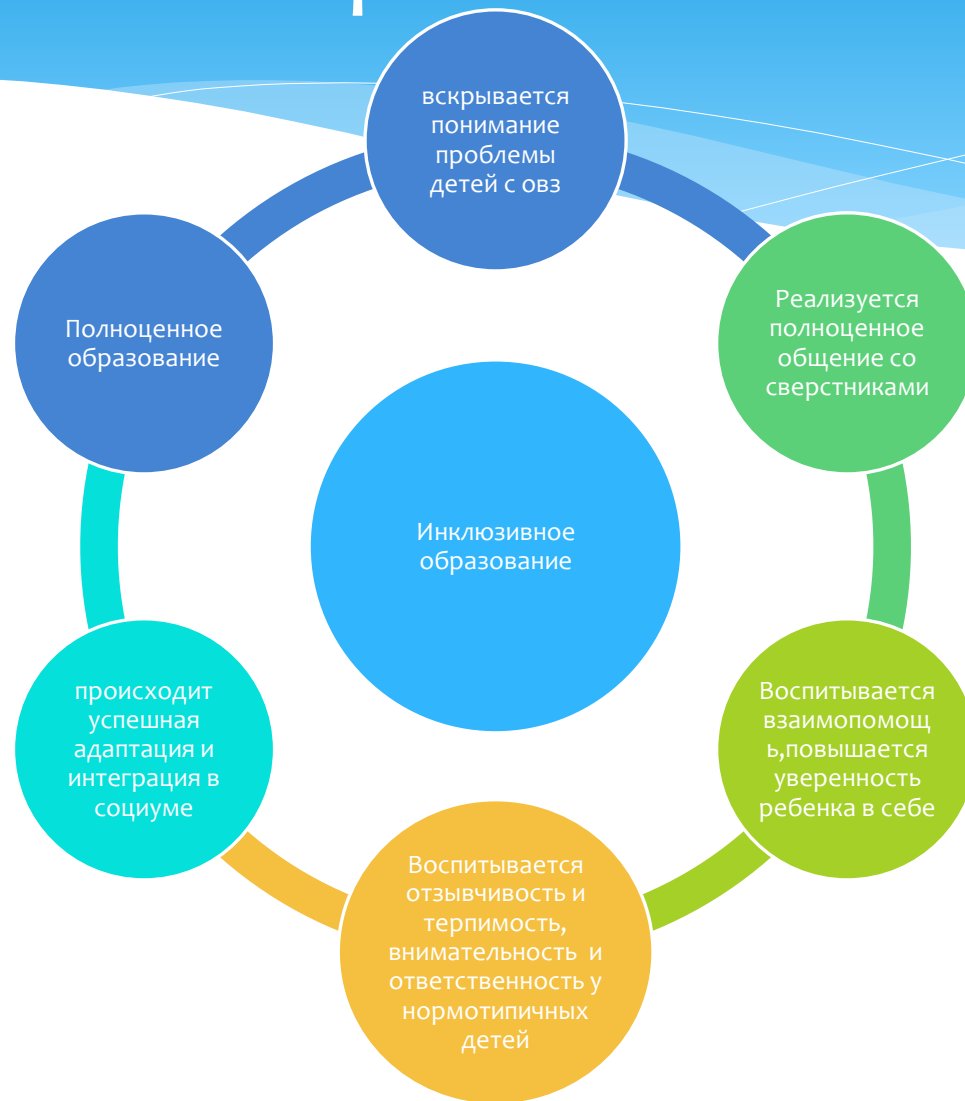 вскрывается
понимание
проблемы
детей с овз
Реализуется
полноценное
общение со
сверстниками
Воспитывается
взаимопомощ
ь,повышается
уверенность
ребенка в себе
Воспитывается
отзывчивость и
терпимость,
внимательность и
ответственность у
нормотипичных
детей
происходит
успешная
адаптация и
интеграция в
социуме
Полноценное
образование
Инклюзивное
образование